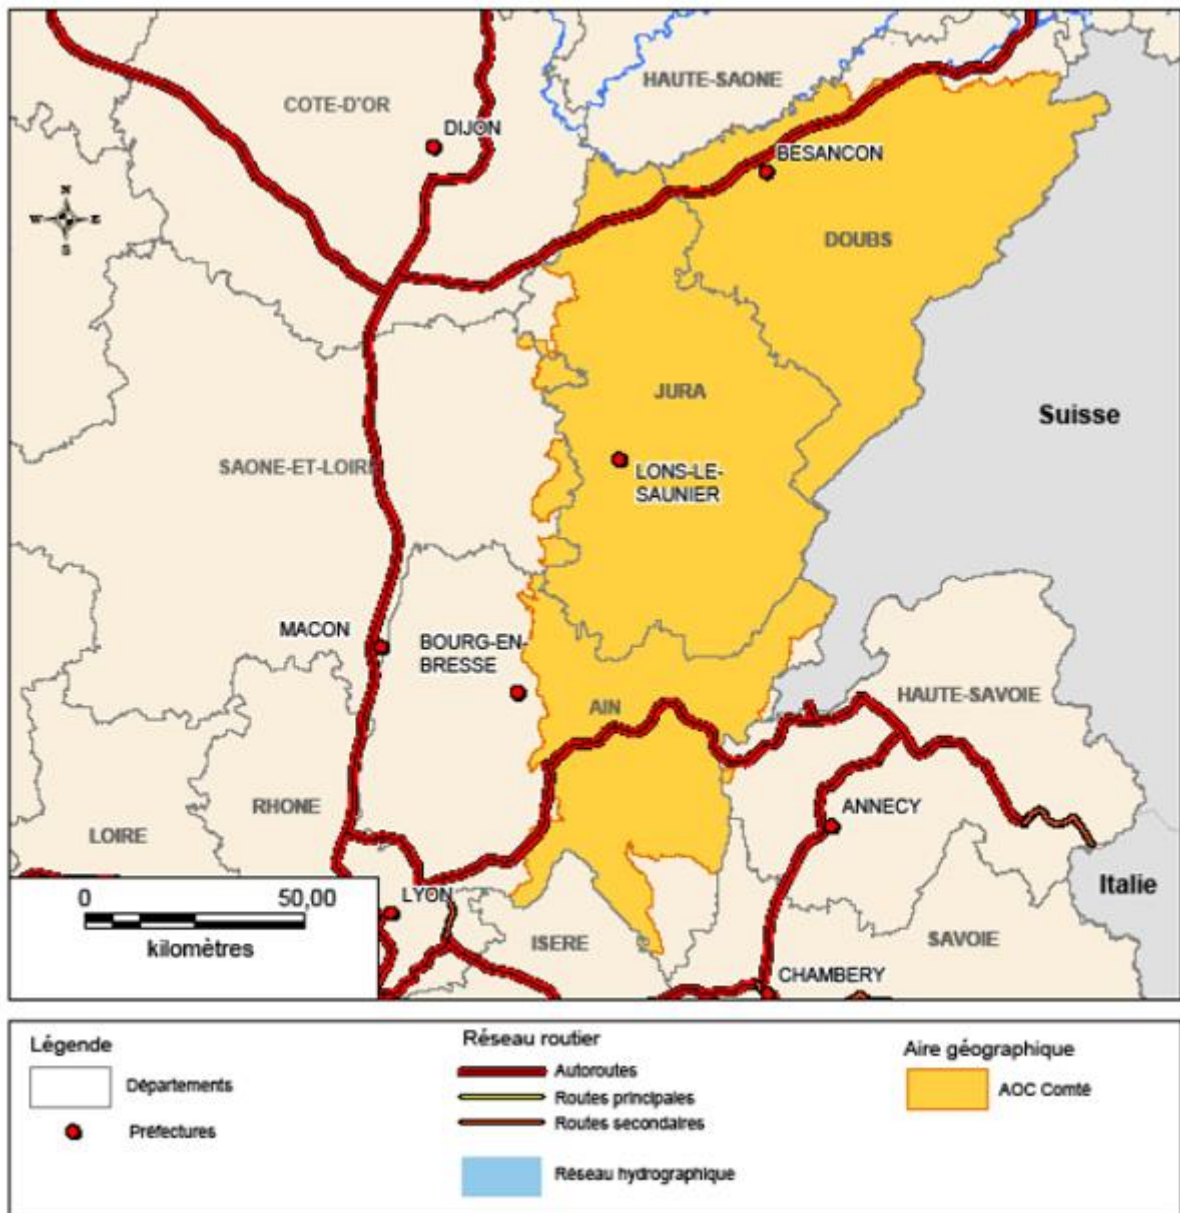 HAUTE-SAONE
COTE-D'OR
DIJON
BESANCON
N
W E
S
DOUBS
JURA
Suisse
SAONE-ET-LOIRE
LONS-LE-
SAUNIER
MACON
BOURG-EN-
BRESSE
HAUTE-SAVOIE
AIN
RHONE
ANNECY
LOIRE
Italie
0 50,00
kilomètres
LYON
ISERE
SAVOIE
CHAMBERY
Légende
Départements
Préfectures
Réseau routier
Autoroutes
Routes principales
Routes secondaires
Réseau hydrographique
Aire géographique
AOC Comté